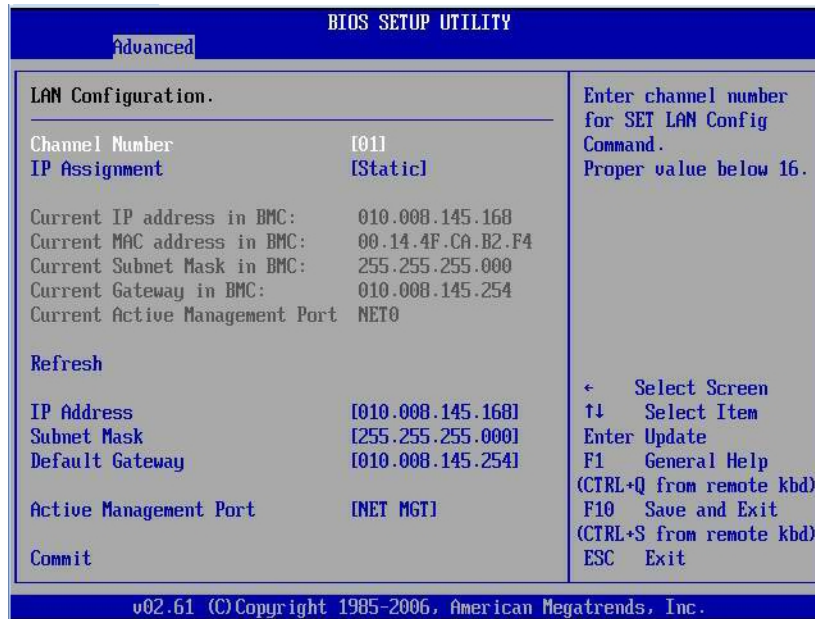 BIOS SETUP UTILITY
Advanced
LAN Configuration.
Channel Number [01]
IP Assignment [Static]
Current IP address in BMC: 010.008.145.168
Current MAC address in BMC: 00.14.4F.CA.B2.F4
Current Subnet Mask in BMC: 255.255.255.000
Current Gateway in BMC: 010.008.145.254
Current Active Management Port NET0
Refresh
IP Address [010.008.145.168]
Subnet Mask [255.255.255.000]
Default Gateway [010.008.145.254]
Active Management Port [NET MGT]
Commit
Enter channel number
for SET LAN Config
Command.
Proper value below 16.
← Select Screen
↑↓ Select Item
Enter Update
F1 General Help
(CTRL+Q from remote kbd)
F10 Save and Exit
(CTRL+S from remote kbd)
ESC Exit
v02.61 (C)Copyright 1985-2006, American Megatrends, Inc.